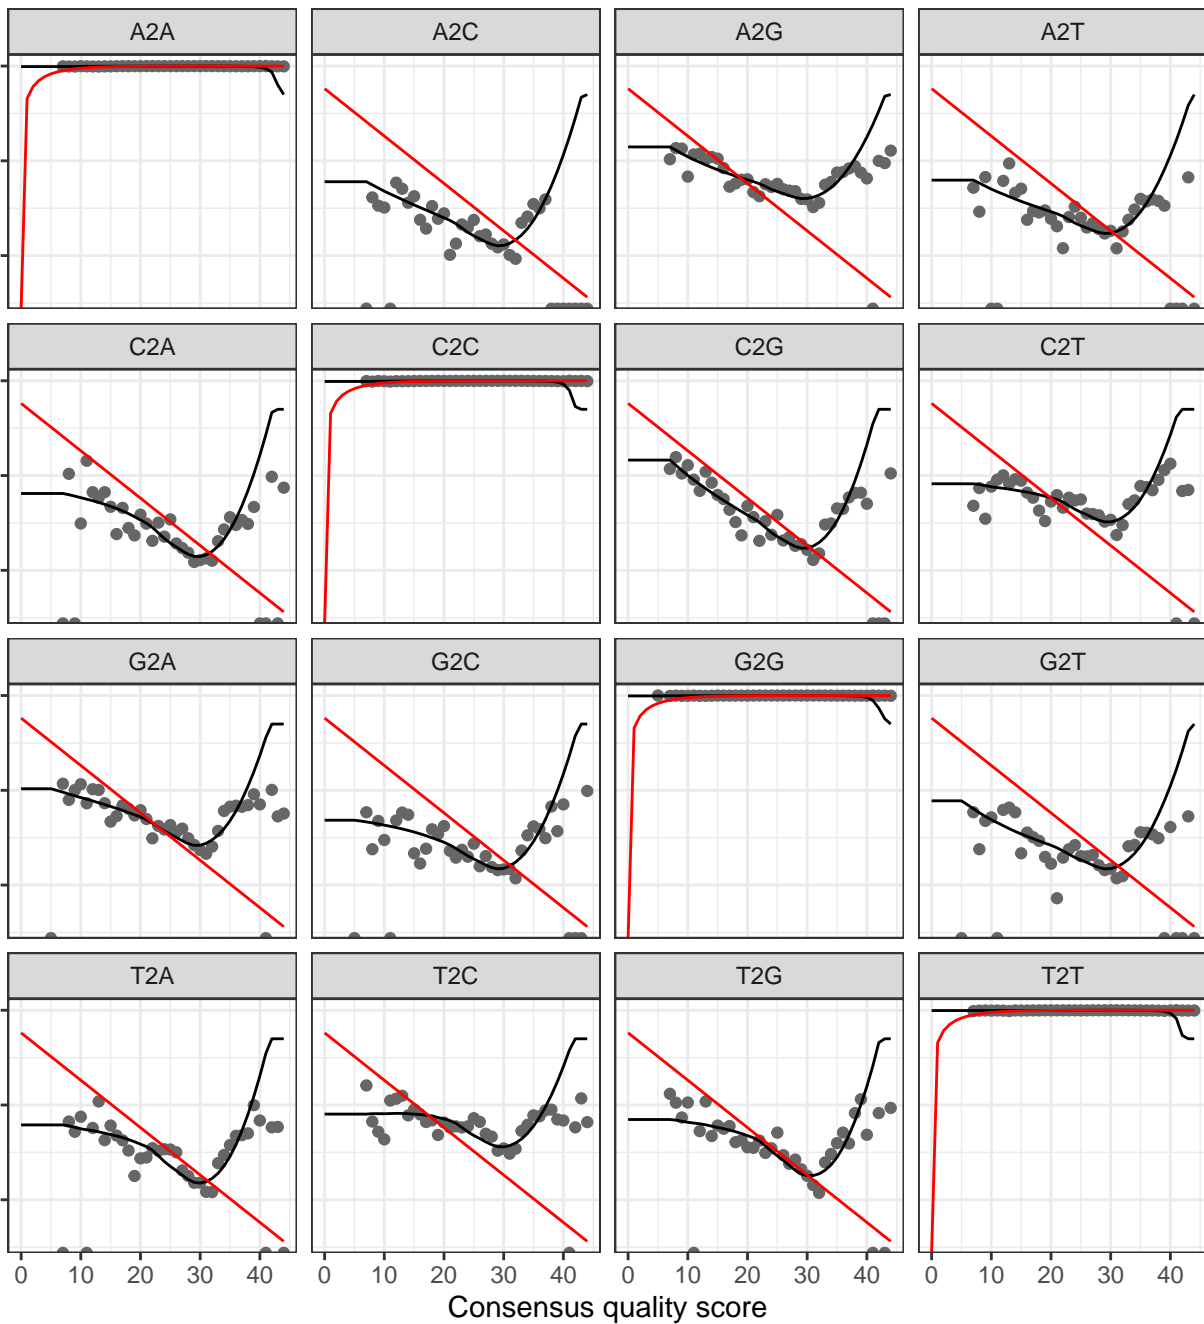 A2A A2C A2G A2T
C2A C2C C2G C2T
G2A G2C G2G G2T
T2A T2C T2G T2T
0 10 20 30 40 0 10 20 30 40 0 10 20 30 40 0 10 20 30 40
Consensus quality score